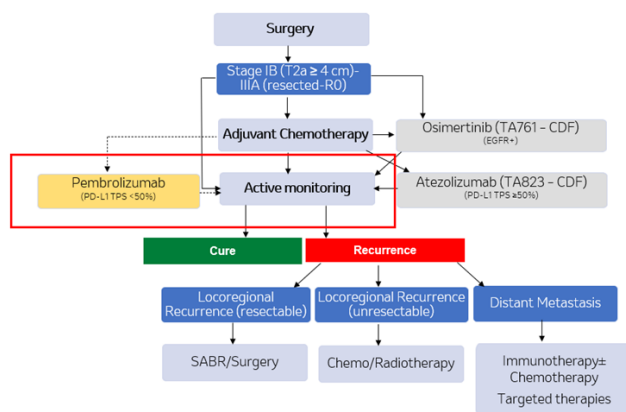 Surgery
Stage IB (T2a ≥ 4 cm)-
IIIA (resected-R0)
Adjuvant Chemotherapy
Osimertinib (TA761 – CDF)
(EGFR+)
Pembrolizumab
(PD-L1 TPS <50%)
Active monitoring
Atezolizumab (TA823 – CDF)
(PD-L1 TPS ≥50%)
Cure
Recurrence
Locoregional
Recurrence (resectable)
Locoregional Recurrence
(unresectable)
Distant Metastasis
SABR/Surgery
Chemo/Radiotherapy
Immunotherapy±
Chemotherapy
Targeted therapies